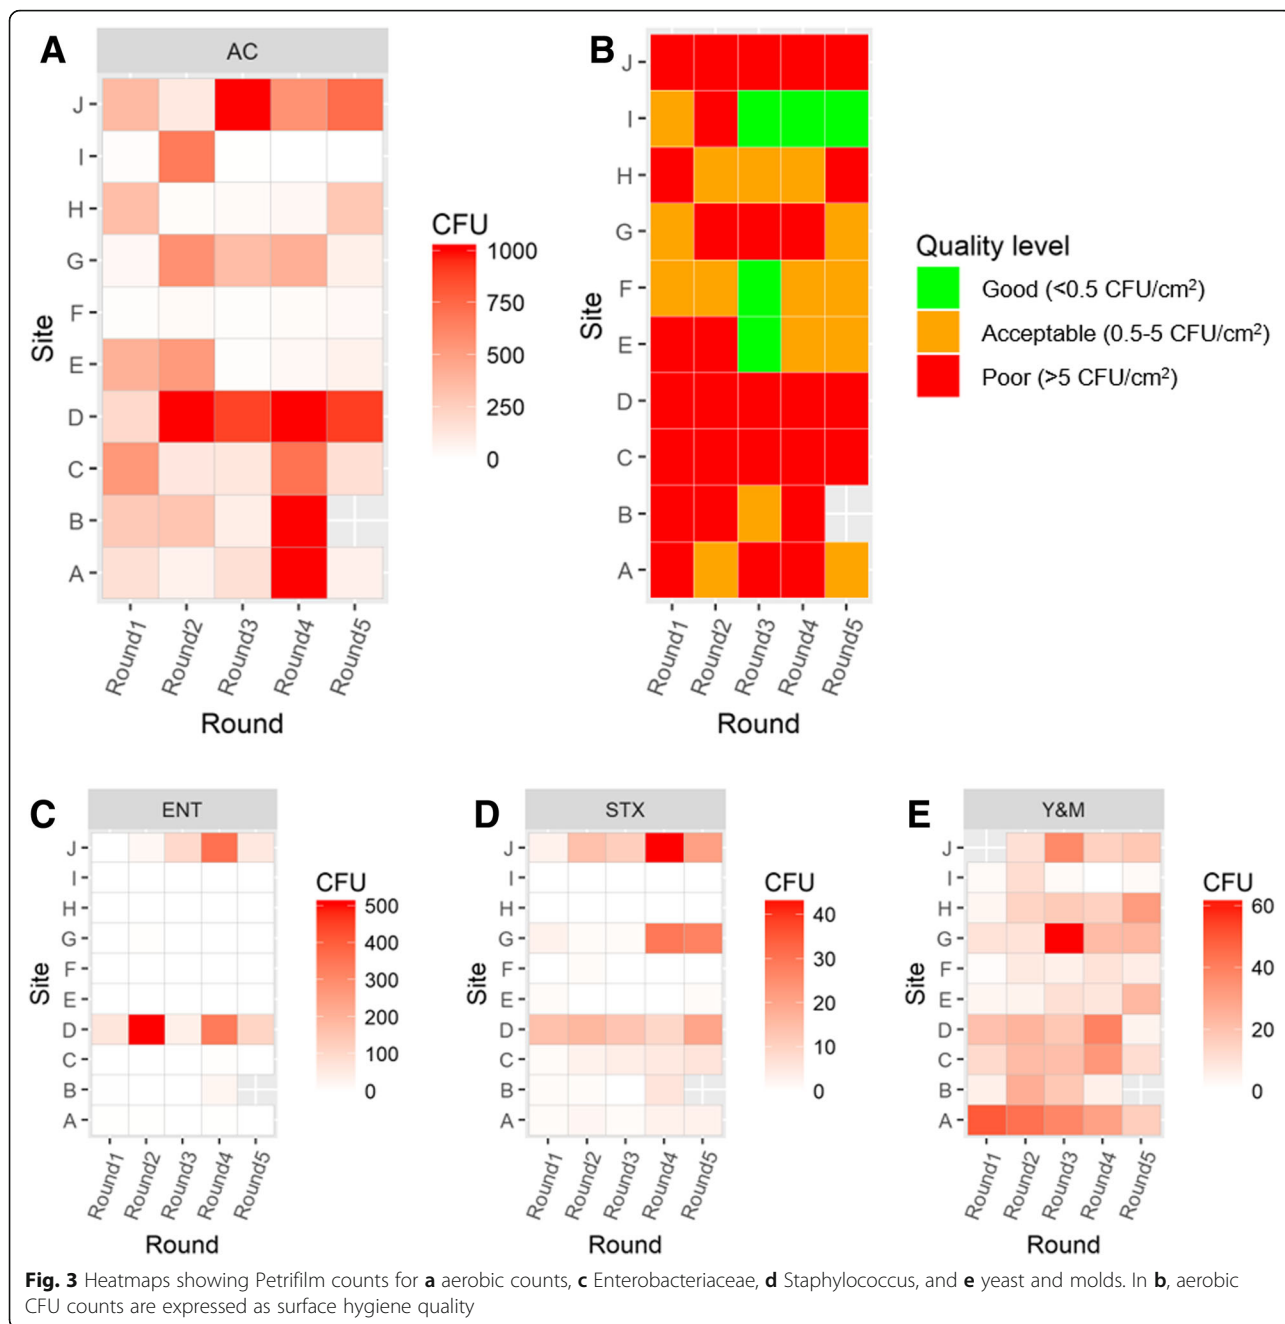 A
AC
J
I
H
G
F
E
D
C
B
A
Site
Round1
Round2
Round3
Round4
Round5
Round
CFU
1000
750
500
250
0
B
J
I
H
G
F
E
D
C
B
A
Site
Round1
Round2
Round3
Round4
Round5
Round
Quality level
Good (<0.5 CFU/cm²)
Acceptable (0.5-5 CFU/cm²)
Poor (>5 CFU/cm²)
C
ENT
J
I
H
G
F
E
D
C
B
A
Site
Round1
Round2
Round3
Round4
Round5
Round
CFU
500
400
300
200
100
0
D
STX
J
I
H
G
F
E
D
C
B
A
Site
Round1
Round2
Round3
Round4
Round5
Round
CFU
40
30
20
10
0
E
Y&M
J
I
H
G
F
E
D
C
B
A
Site
Round1
Round2
Round3
Round4
Round5
Round
CFU
60
40
20
0
Fig. 3 Heatmaps showing Petrifilm counts for a aerobic counts, c Enterobacteriaceae, d Staphylococcus, and e yeast and molds. In b, aerobic
CFU counts are expressed as surface hygiene quality